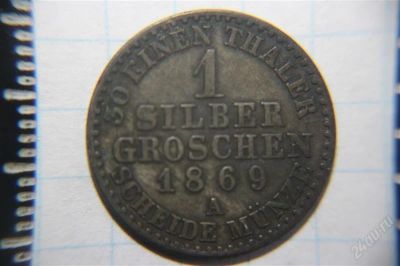 30 EINEN THALER
1
SILBER
GROSCHEN
1869
A
SCHEIDE MÜNZE
24au.ru